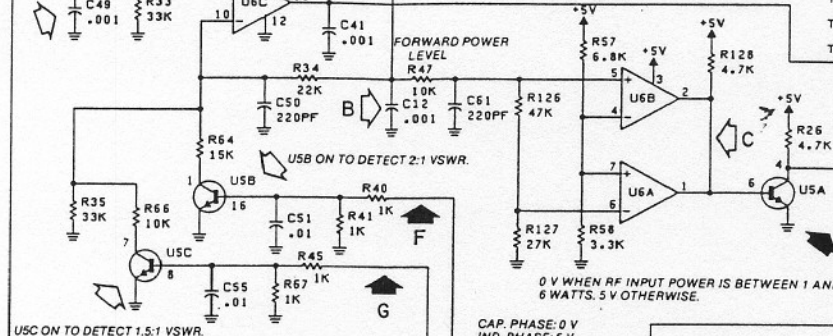 C49
.001
R33
33K
U6C
10
12
C41
.001
FORWARD POWER
LEVEL
R34
22K
R47
10K
C50
220PF
B
C12
.001
C61
220PF
R126
47K
+5V
R57
6.8K
+5V
3
5
+
4
-
U6B
2
+5V
R128
4.7K
C
+5V
R26
4.7K
4
R64
15K
U5B ON TO DETECT 2:1 VSWR.
1
U5B
16
R40
1K
C51
.01
R41
1K
F
7
+
6
-
U6A
1
6
U5A
R35
33K
R66
10K
7
U5C
8
R45
1K
C55
.01
R67
1K
G
R127
27K
R58
3.3K
0 V WHEN RF INPUT POWER IS BETWEEN 1 AN
6 WATTS. 5 V OTHERWISE.
U5C ON TO DETECT 1.5:1 VSWR.
CAP. PHASE: 0 V